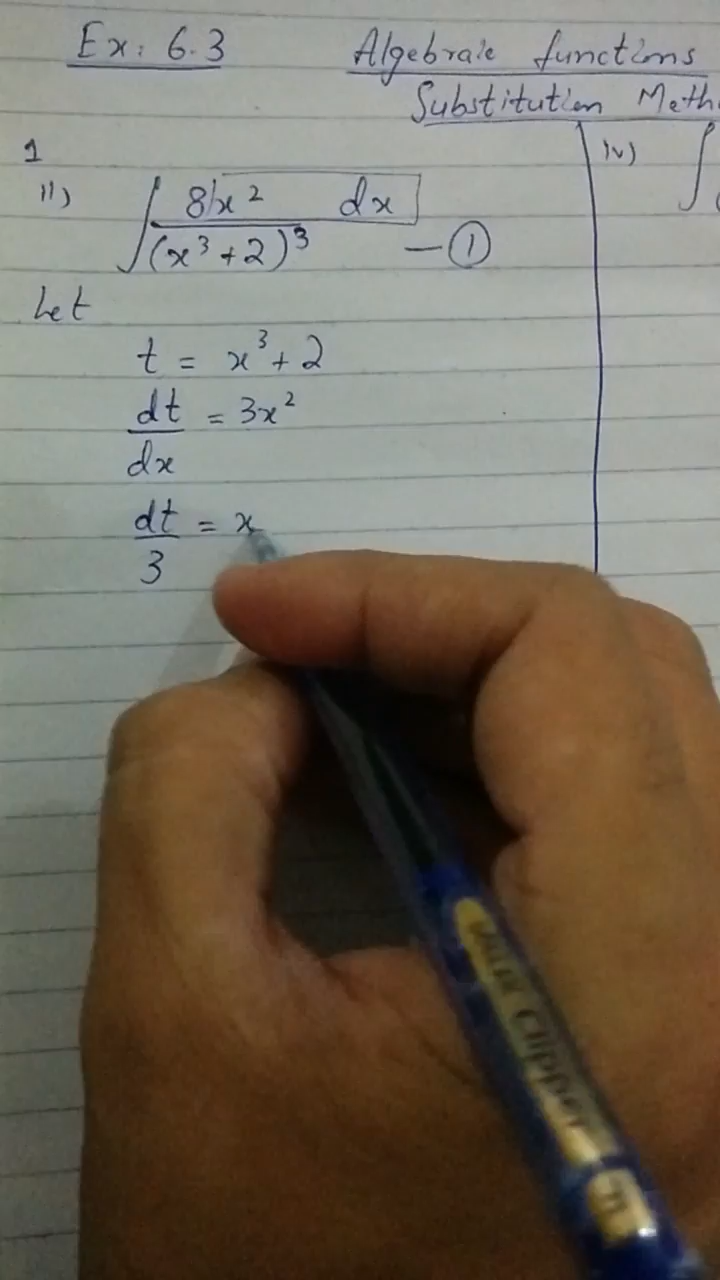 Ex: 6.3
Algebraic functions
Substitution
1
ii) ∫ 8x² dx / (x³+2)³ — ①
iv) ∫
Let
t = x³ + 2
dt/dx = 3x²
dt/3 = x
Clipper